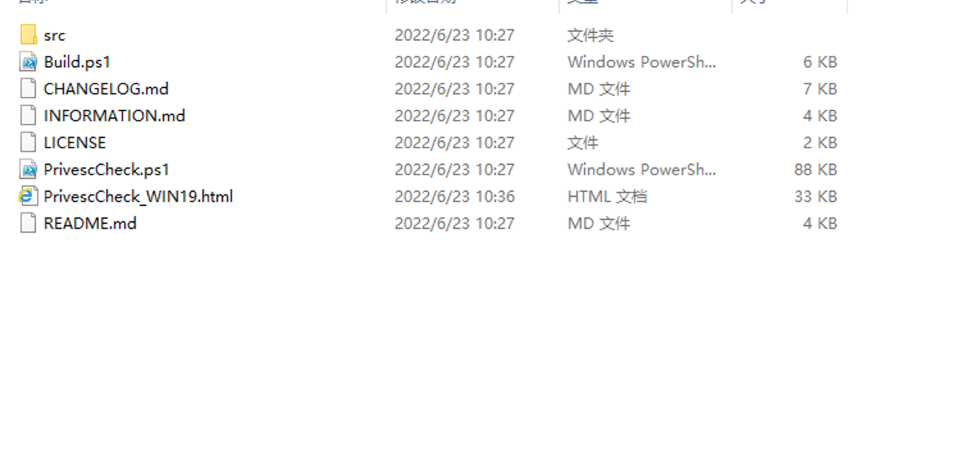 src 2022/6/23 10:27 文件夹
Build.ps1 2022/6/23 10:27 Windows PowerSh... 6 KB
CHANGELOG.md 2022/6/23 10:27 MD 文件 7 KB
INFORMATION.md 2022/6/23 10:27 MD 文件 4 KB
LICENSE 2022/6/23 10:27 文件 2 KB
PrivescCheck.ps1 2022/6/23 10:27 Windows PowerSh... 88 KB
PrivescCheck_WIN19.html 2022/6/23 10:36 HTML 文档 33 KB
README.md 2022/6/23 10:27 MD 文件 4 KB